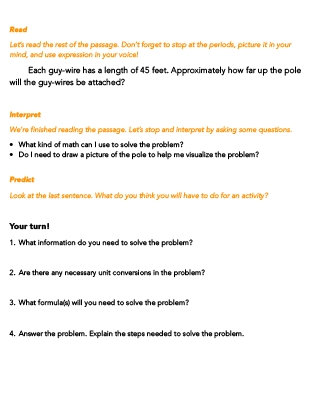 Read
Let's read the rest of the passage. Don't forget to stop at the periods, picture it in your
mind, and use expression in your voice!
Each guy-wire has a length of 45 feet. Approximately how far up the pole
will the guy-wires be attached?
Interpret
We're finished reading the passage. Let's stop and interpret by asking some questions.
• What kind of math can I use to solve the problem?
• Do I need to draw a picture of the pole to help me visualize the problem?
Predict
Look at the last sentence. What do you think you will have to do for an activity?
Your turn!
1. What information do you need to solve the problem?
2. Are there any necessary unit conversions in the problem?
3. What formula(s) will you need to solve the problem?
4. Answer the problem. Explain the steps needed to solve the problem.